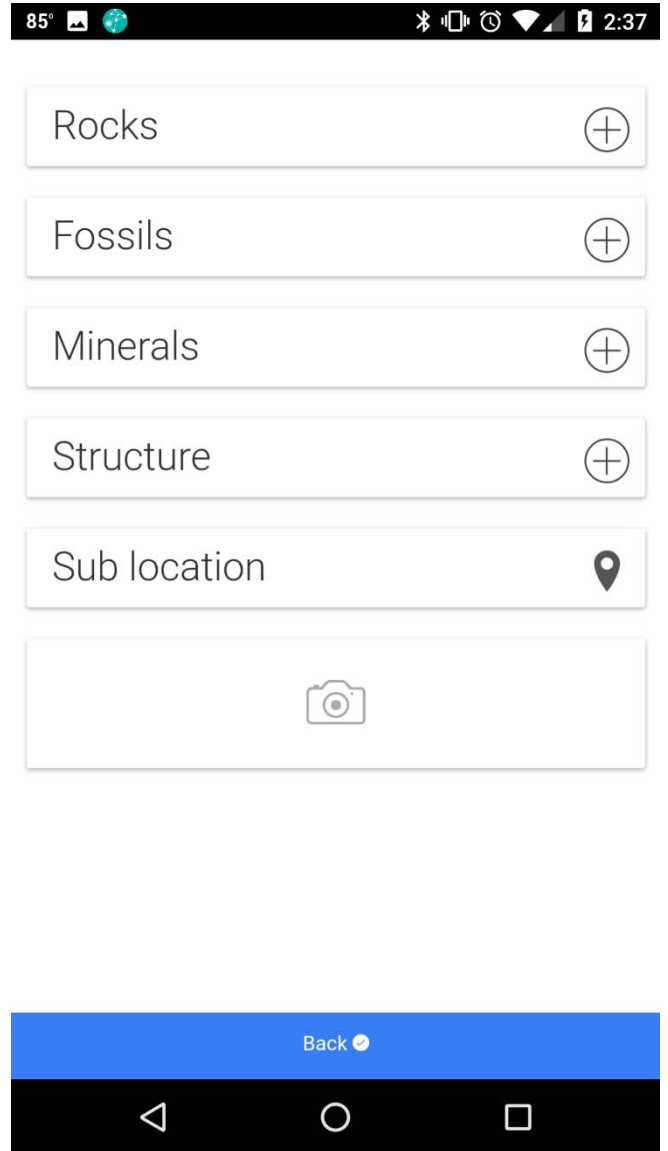 85° 2:37
Rocks
Fossils
Minerals
Structure
Sub location
Back